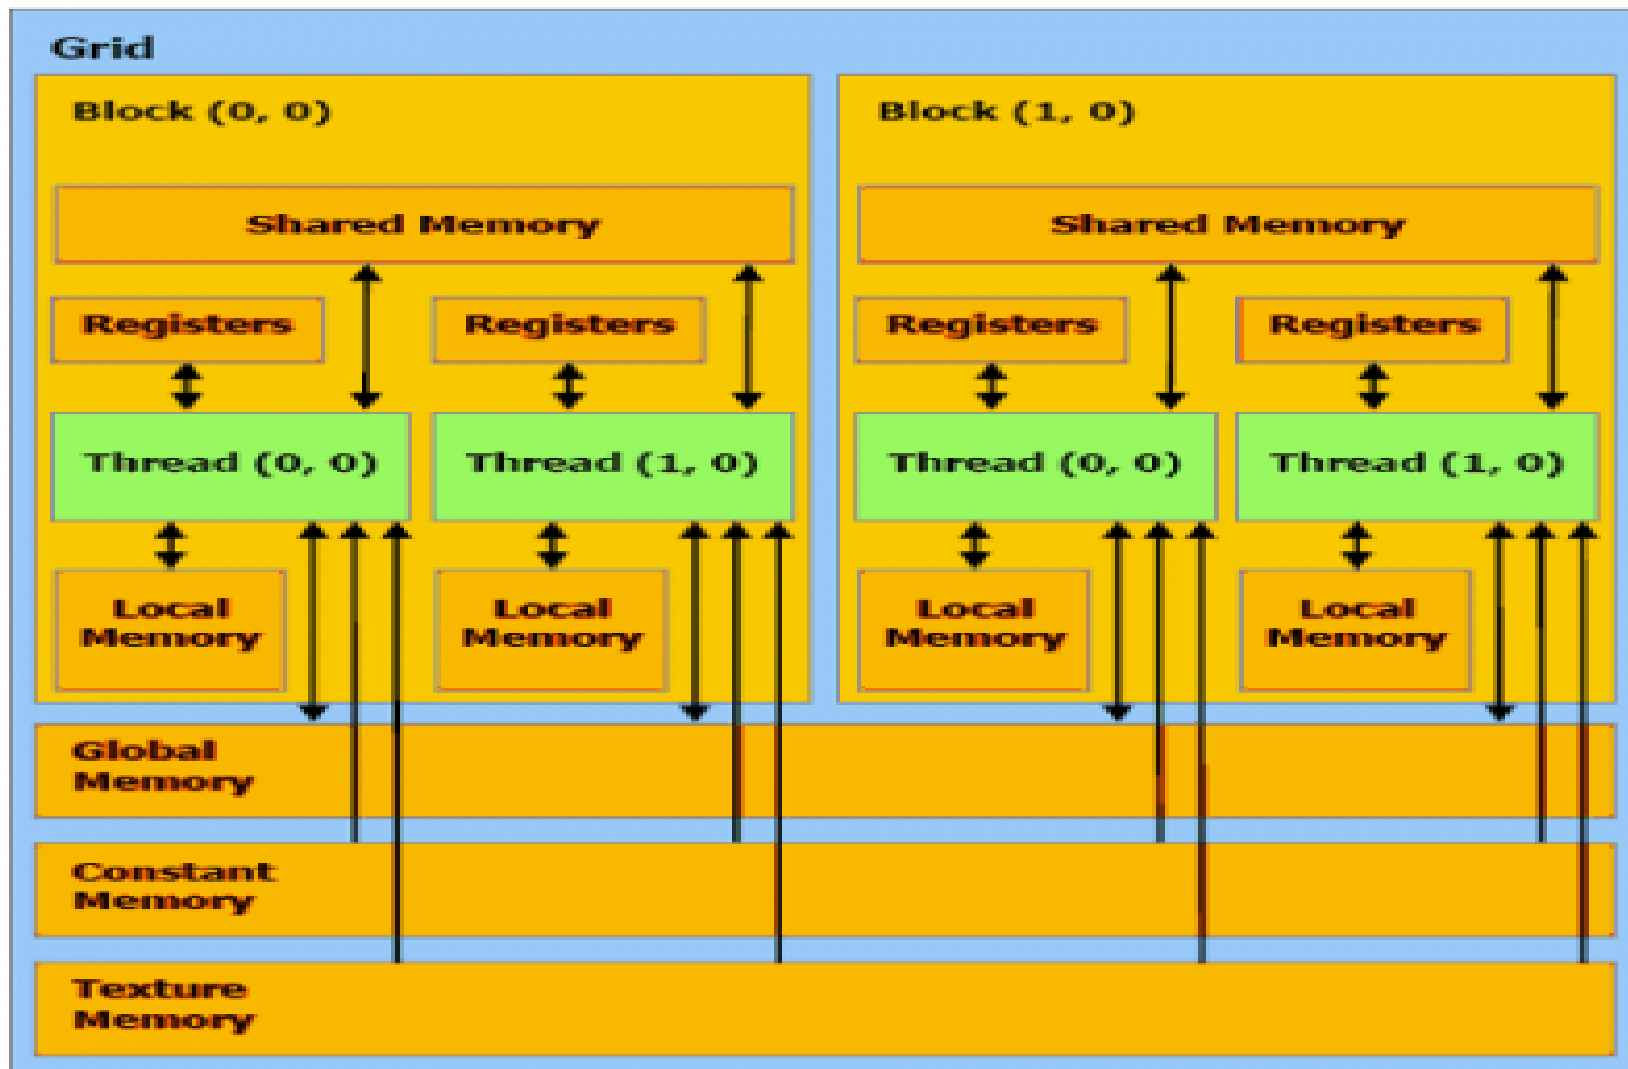 Grid
Block (0, 0)
Block (1, 0)
Shared Memory
Shared Memory
Registers
Registers
Registers
Registers
Thread (0, 0)
Thread (1, 0)
Thread (0, 0)
Thread (1, 0)
Local
Memory
Local
Memory
Local
Memory
Local
Memory
Global
Memory
Constant
Memory
Texture
Memory